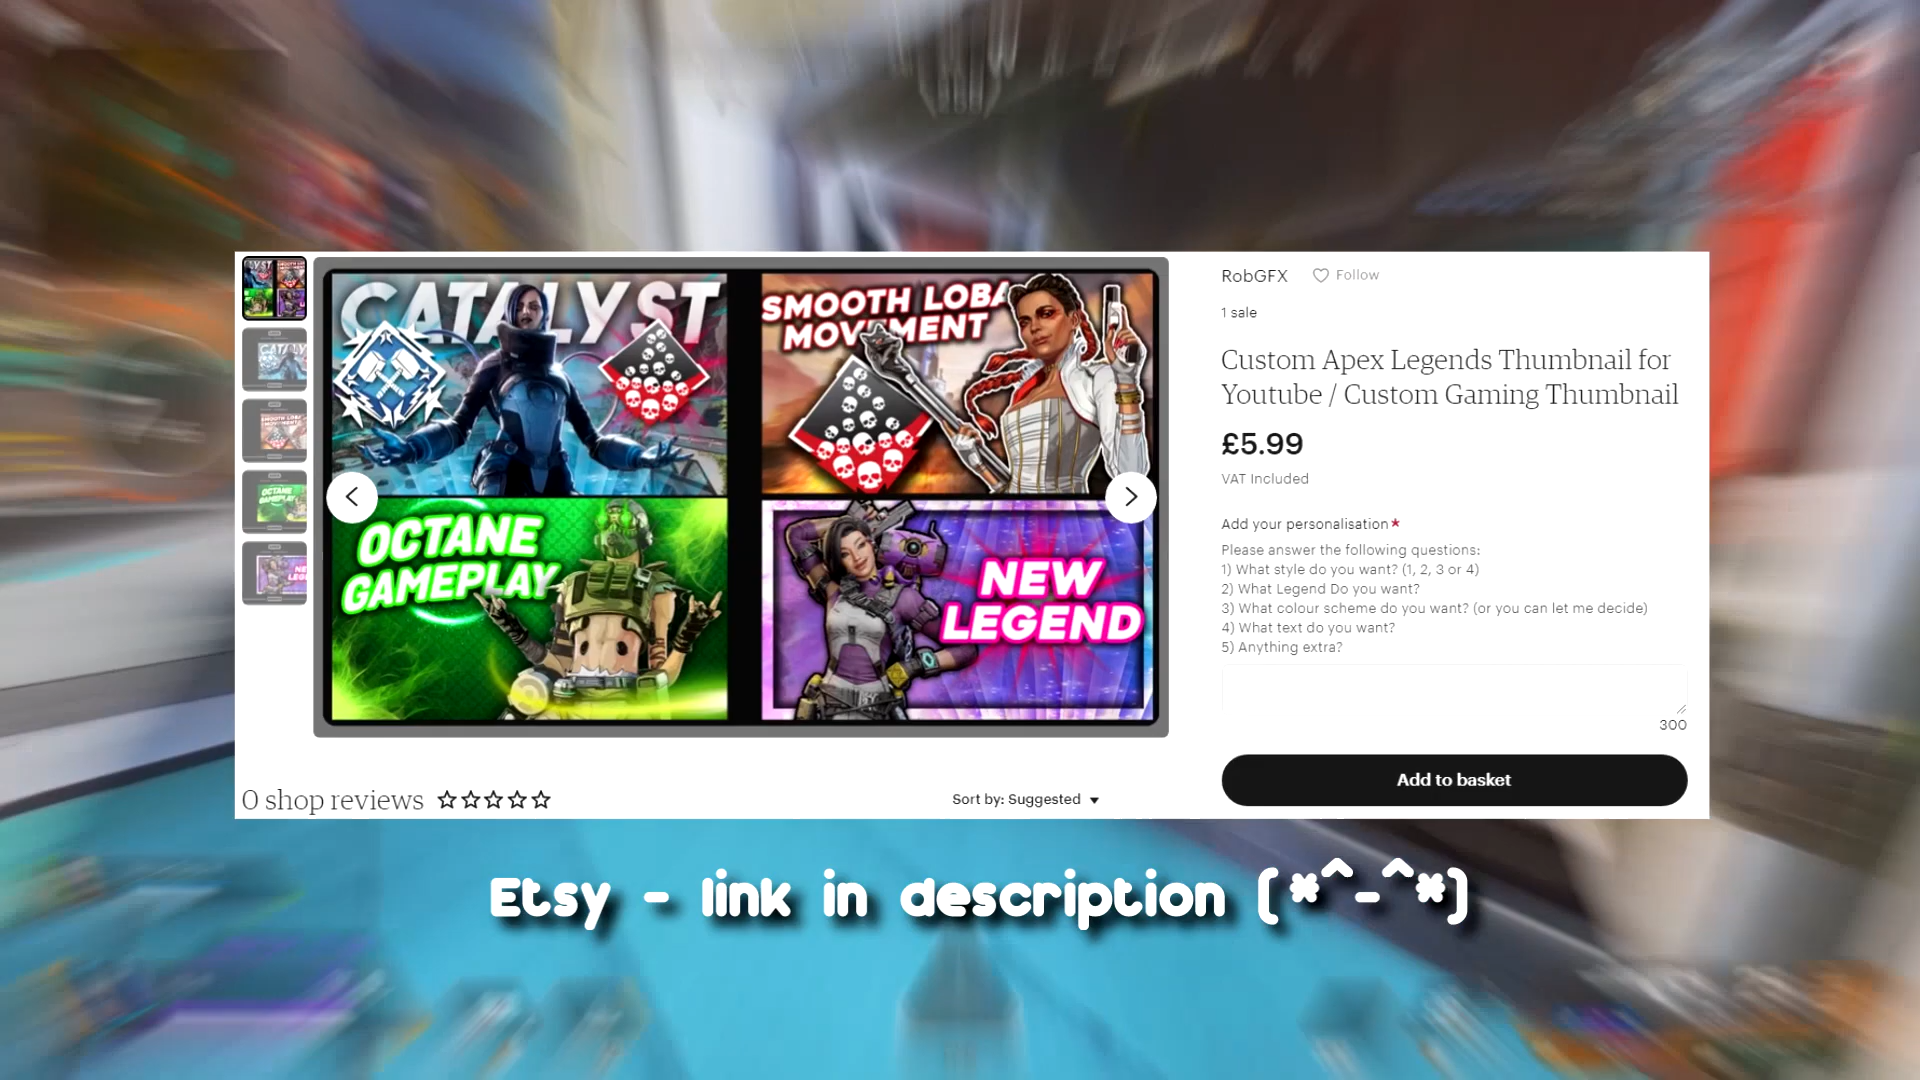 CATALYST
SMOOTH LOBA
MOVEMENT
OCTANE
GAMEPLAY
NEW
LEGEND
RobGFX
Follow
1 sale
Custom Apex Legends Thumbnail for
Youtube / Custom Gaming Thumbnail
£5.99
VAT Included
Add your personalisation*
Please answer the following questions:
1) What style do you want? (1, 2, 3 or 4)
2) What Legend Do you want?
3) What colour scheme do you want? (or you can let me decide)
4) What text do you want?
5) Anything extra?
300
Add to basket
0 shop reviews
Sort by: Suggested
Etsy - link in description (*^-^*)